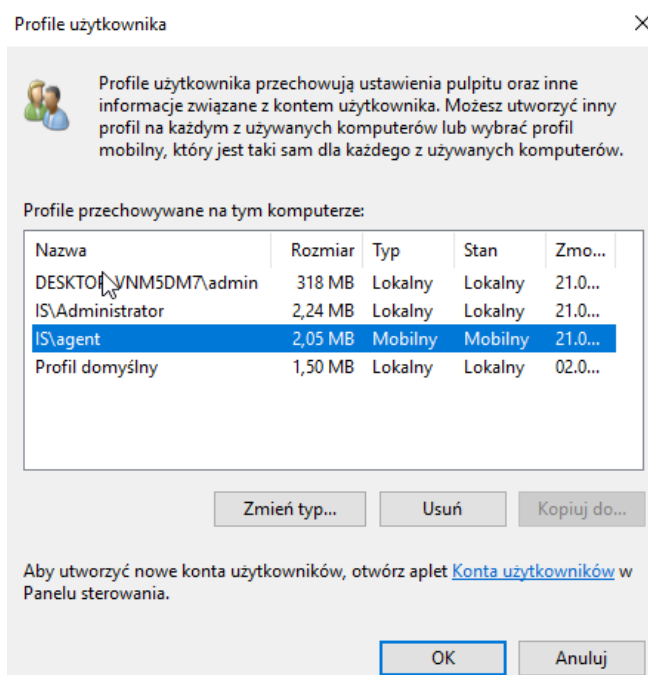 Profile użytkownika
Profile użytkownika przechowują ustawienia pulpitu oraz inne
informacje związane z kontem użytkownika. Możesz utworzyć inny
profil na każdym z używanych komputerów lub wybrać profil
mobilny, który jest taki sam dla każdego z używanych komputerów.
Profile przechowywane na tym komputerze:
Nazwa Rozmiar Typ Stan Zmo...
DESKTOP-VNM5DM7\admin 318 MB Lokalny Lokalny 21.0...
IS\Administrator 2,24 MB Lokalny Lokalny 21.0...
IS\agent 2,05 MB Mobilny Mobilny 21.0...
Profil domyślny 1,50 MB Lokalny Lokalny 02.0...
Zmień typ... Usuń Kopiuj do...
Aby utworzyć nowe konta użytkowników, otwórz aplet Konta użytkowników w
Panelu sterowania.
OK Anuluj